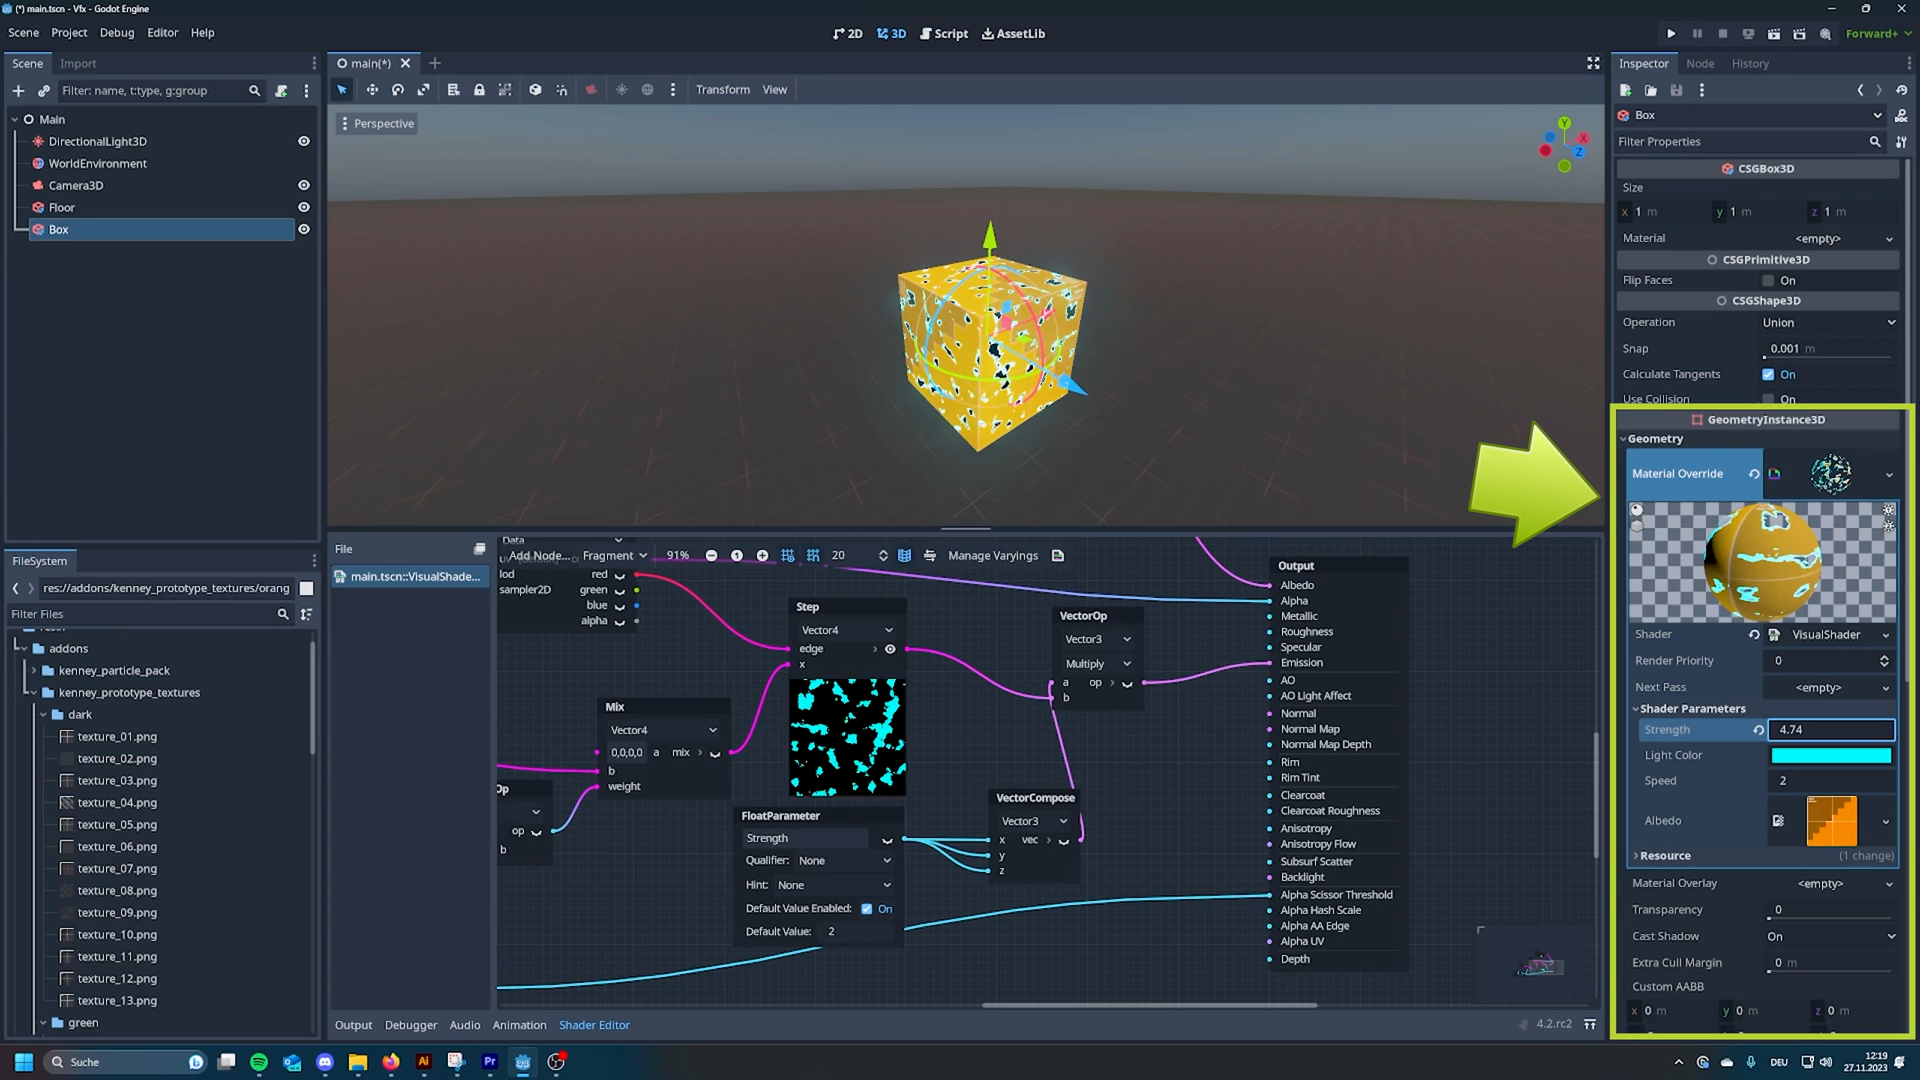 (*) main.tscn - Vfx - Godot Engine
Scene Project Debug Editor Help
2D 3D Script AssetLib
Forward+
Scene Import
Filter: name, t:type, g:group
Main
DirectionalLight3D
WorldEnvironment
Camera3D
Floor
Box
FileSystem
res://addons/kenney_prototype_textures/orang
Filter Files
addons
kenney_particle_pack
kenney_prototype_textures
dark
texture_01.png
texture_02.png
texture_03.png
texture_04.png
texture_05.png
texture_06.png
texture_07.png
texture_08.png
texture_09.png
texture_10.png
texture_11.png
texture_12.png
texture_13.png
green
main(*)
Transform View
Perspective
Y
X
Z
File
main.tscn::VisualShade...
Add Node... Fragment 91% 1 20 Manage Varyings
Data
lod red
sampler2D green
blue
alpha
Step
Vector4
edge
x
Mix
Vector4
0,0,0,0 a mix
b
weight
Op
op
b
FloatParameter
Strength
Qualifier: None
Hint: None
Default Value Enabled: On
Default Value: 2
VectorOp
Vector3
Multiply
a op
b
VectorCompose
Vector3
x vec
y
z
Output
Albedo
Alpha
Metallic
Roughness
Specular
Emission
AO
AO Light Affect
Normal
Normal Map
Normal Map Depth
Rim
Rim Tint
Clearcoat
Clearcoat Roughness
Anisotropy
Anisotropy Flow
Subsurf Scatter
Backlight
Alpha Scissor Threshold
Alpha Hash Scale
Alpha AA Edge
Alpha UV
Depth
Output Debugger Audio Animation Shader Editor
4.2.rc2
Inspector Node History
Box
Filter Properties
CSGBox3D
Size
x 1 m y 1 m z 1 m
Material <empty>
CSGPrimitive3D
Flip Faces On
CSGShape3D
Operation Union
Snap 0.001 m
Calculate Tangents On
Use Collision On
GeometryInstance3D
Geometry
Material Override
Shader VisualShader
Render Priority 0
Next Pass <empty>
Shader Parameters
Strength 4.74
Light Color
Speed 2
Albedo
Resource (1 change)
Material Overlay <empty>
Transparency 0
Cast Shadow On
Extra Cull Margin 0 m
Custom AABB
x 0 m y 0 m z 0 m
Suche
Ai
Pr
DEU
12:19
27.11.2023